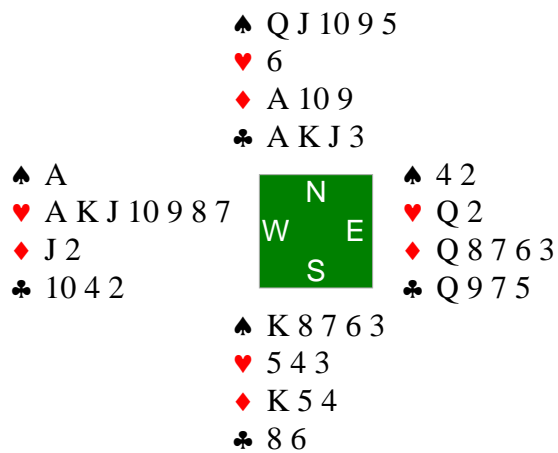 ♠ Q J 10 9 5
♥ 6
♦ A 10 9
♣ A K J 3
♠ A
♥ A K J 10 9 8 7
♦ J 2
♣ 10 4 2
N
W E
S
♠ 4 2
♥ Q 2
♦ Q 8 7 6 3
♣ Q 9 7 5
♠ K 8 7 6 3
♥ 5 4 3
♦ K 5 4
♣ 8 6